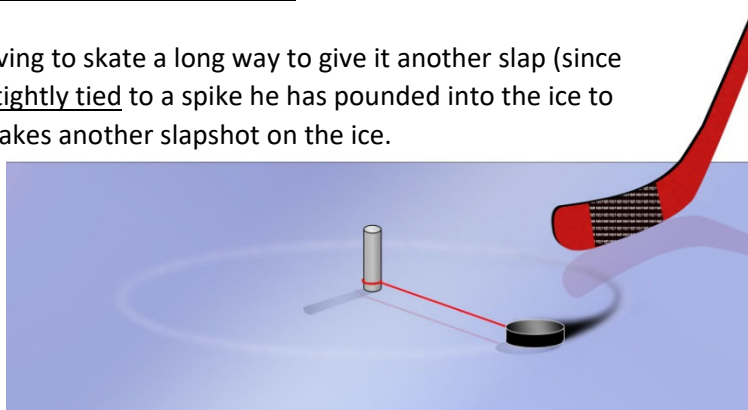 ving to skate a long way to give it another slap (since
tightly tied to a spike he has pounded into the ice to
akes another slapshot on the ice.